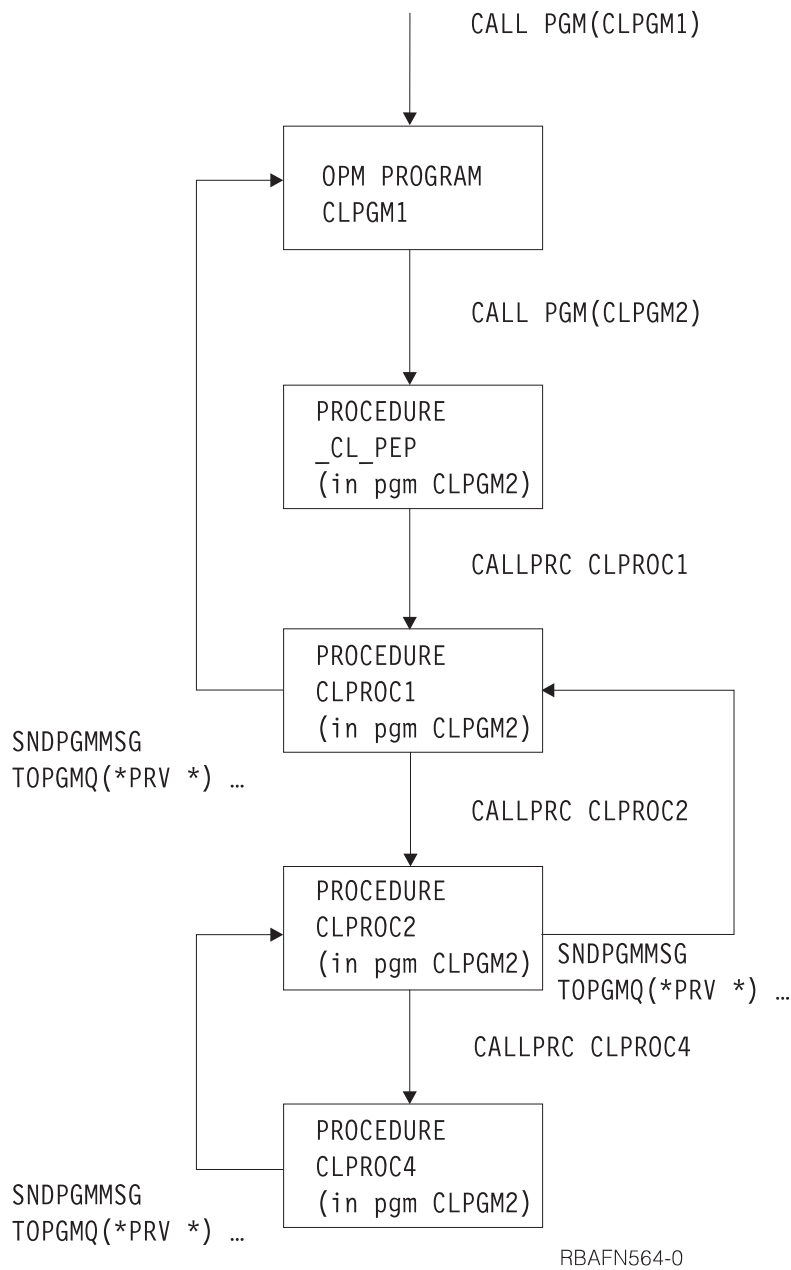 CALL PGM(CLPGM1)
OPM PROGRAM
CLPGM1
CALL PGM(CLPGM2)
PROCEDURE
_CL_PEP
(in pgm CLPGM2)
CALLPRC CLPROC1
PROCEDURE
CLPROC1
(in pgm CLPGM2)
SNDPGMMSG
TOPGMQ(*PRV *) …
CALLPRC CLPROC2
PROCEDURE
CLPROC2
(in pgm CLPGM2)
SNDPGMMSG
TOPGMQ(*PRV *) …
CALLPRC CLPROC4
PROCEDURE
CLPROC4
(in pgm CLPGM2)
SNDPGMMSG
TOPGMQ(*PRV *) …
RBAFN564-0